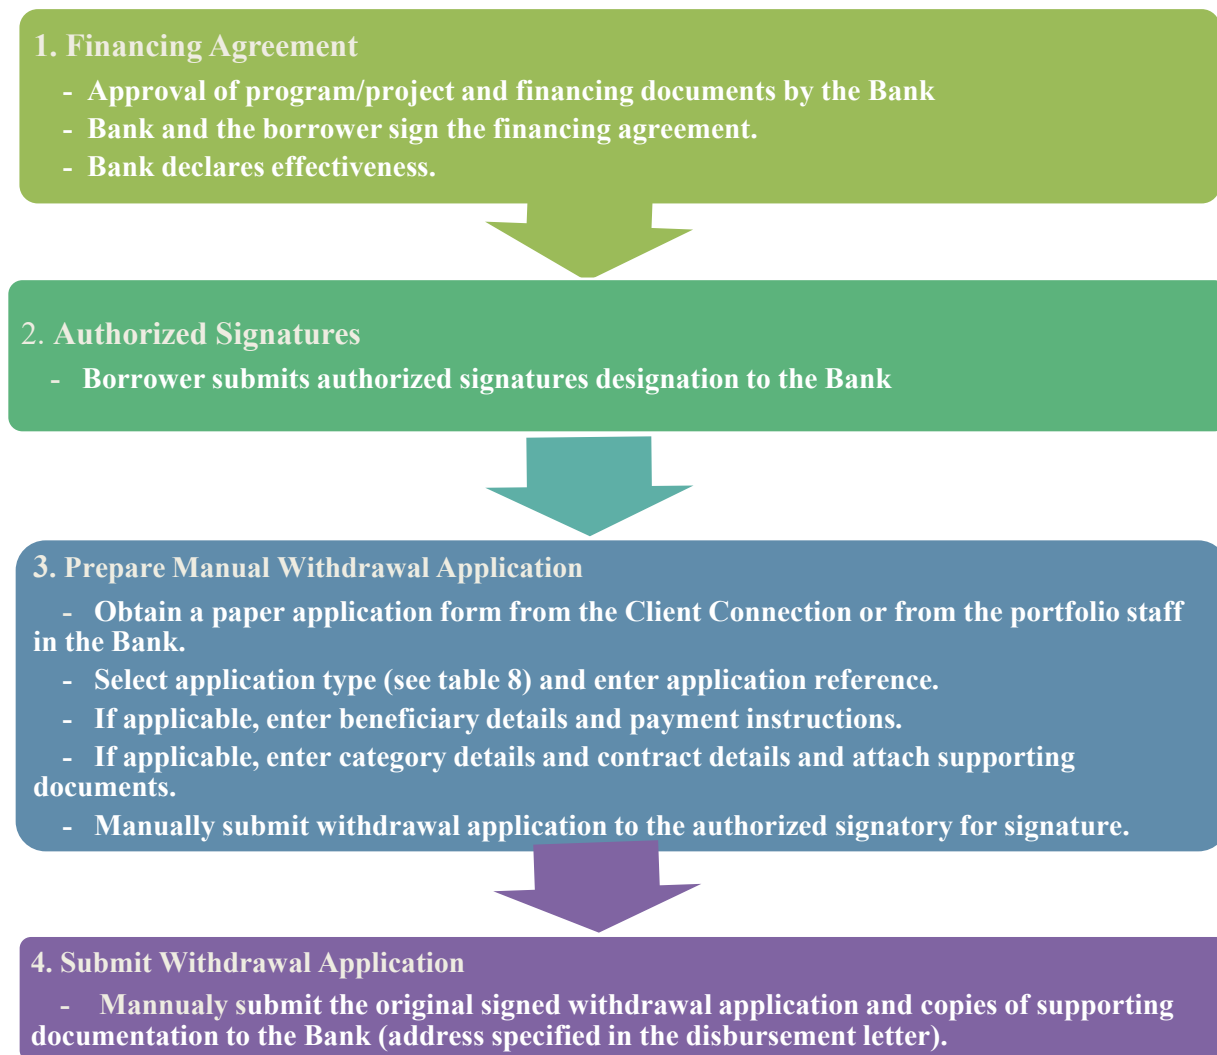 1. Financing Agreement
- Approval of program/project and financing documents by the Bank
- Bank and the borrower sign the financing agreement.
- Bank declares effectiveness.
2. Authorized Signatures
- Borrower submits authorized signatures designation to the Bank
3. Prepare Manual Withdrawal Application
- Obtain a paper application form from the Client Connection or from the portfolio staff
in the Bank.
- Select application type (see table 8) and enter application reference.
- If applicable, enter beneficiary details and payment instructions.
- If applicable, enter category details and contract details and attach supporting
documents.
- Manually submit withdrawal application to the authorized signatory for signature.
4. Submit Withdrawal Application
- Mannualy submit the original signed withdrawal application and copies of supporting
documentation to the Bank (address specified in the disbursement letter).